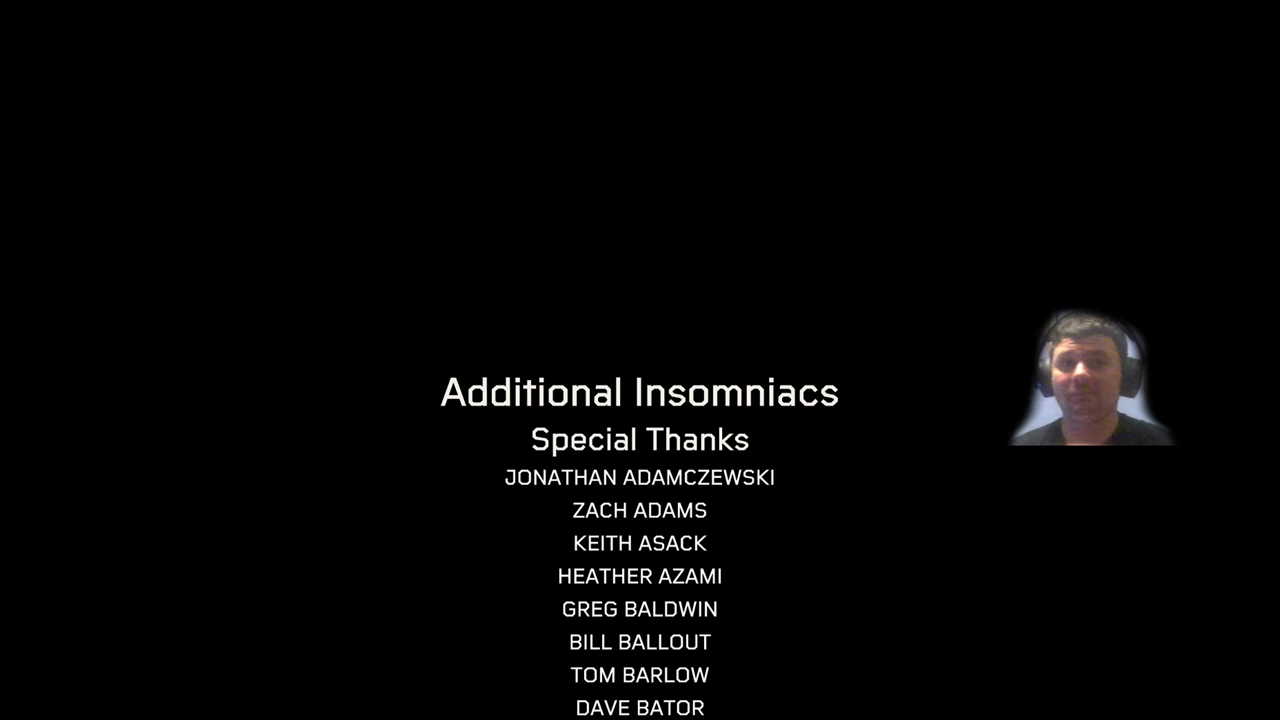 Additional Insomniacs
Special Thanks
JONATHAN ADAMCZEWSKI
ZACH ADAMS
KEITH ASACK
HEATHER AZAMI
GREG BALDWIN
BILL BALLOUT
TOM BARLOW
DAVE BATOR